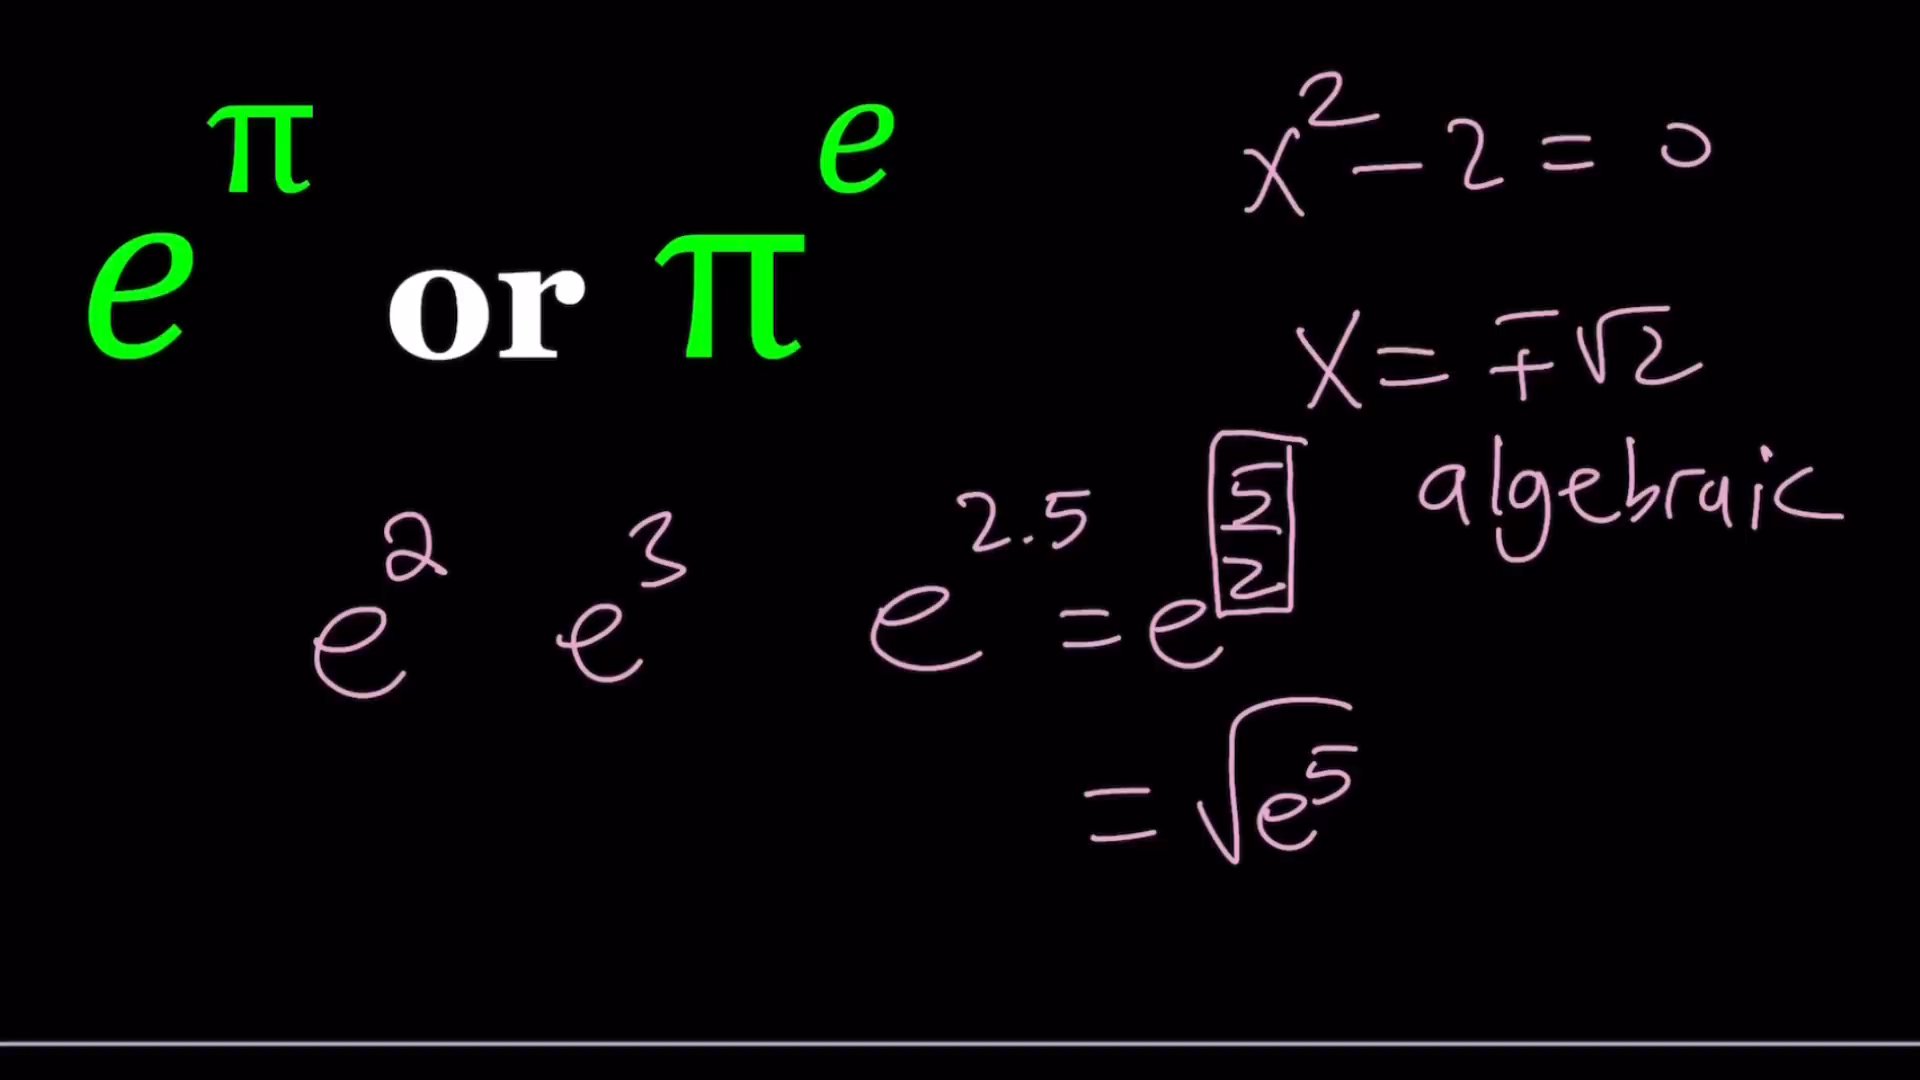 e^π or π^e
x² − 2 = 0
x = ∓√2
algebraic
e² e³ e^2.5 = e^5/2
= √e⁵